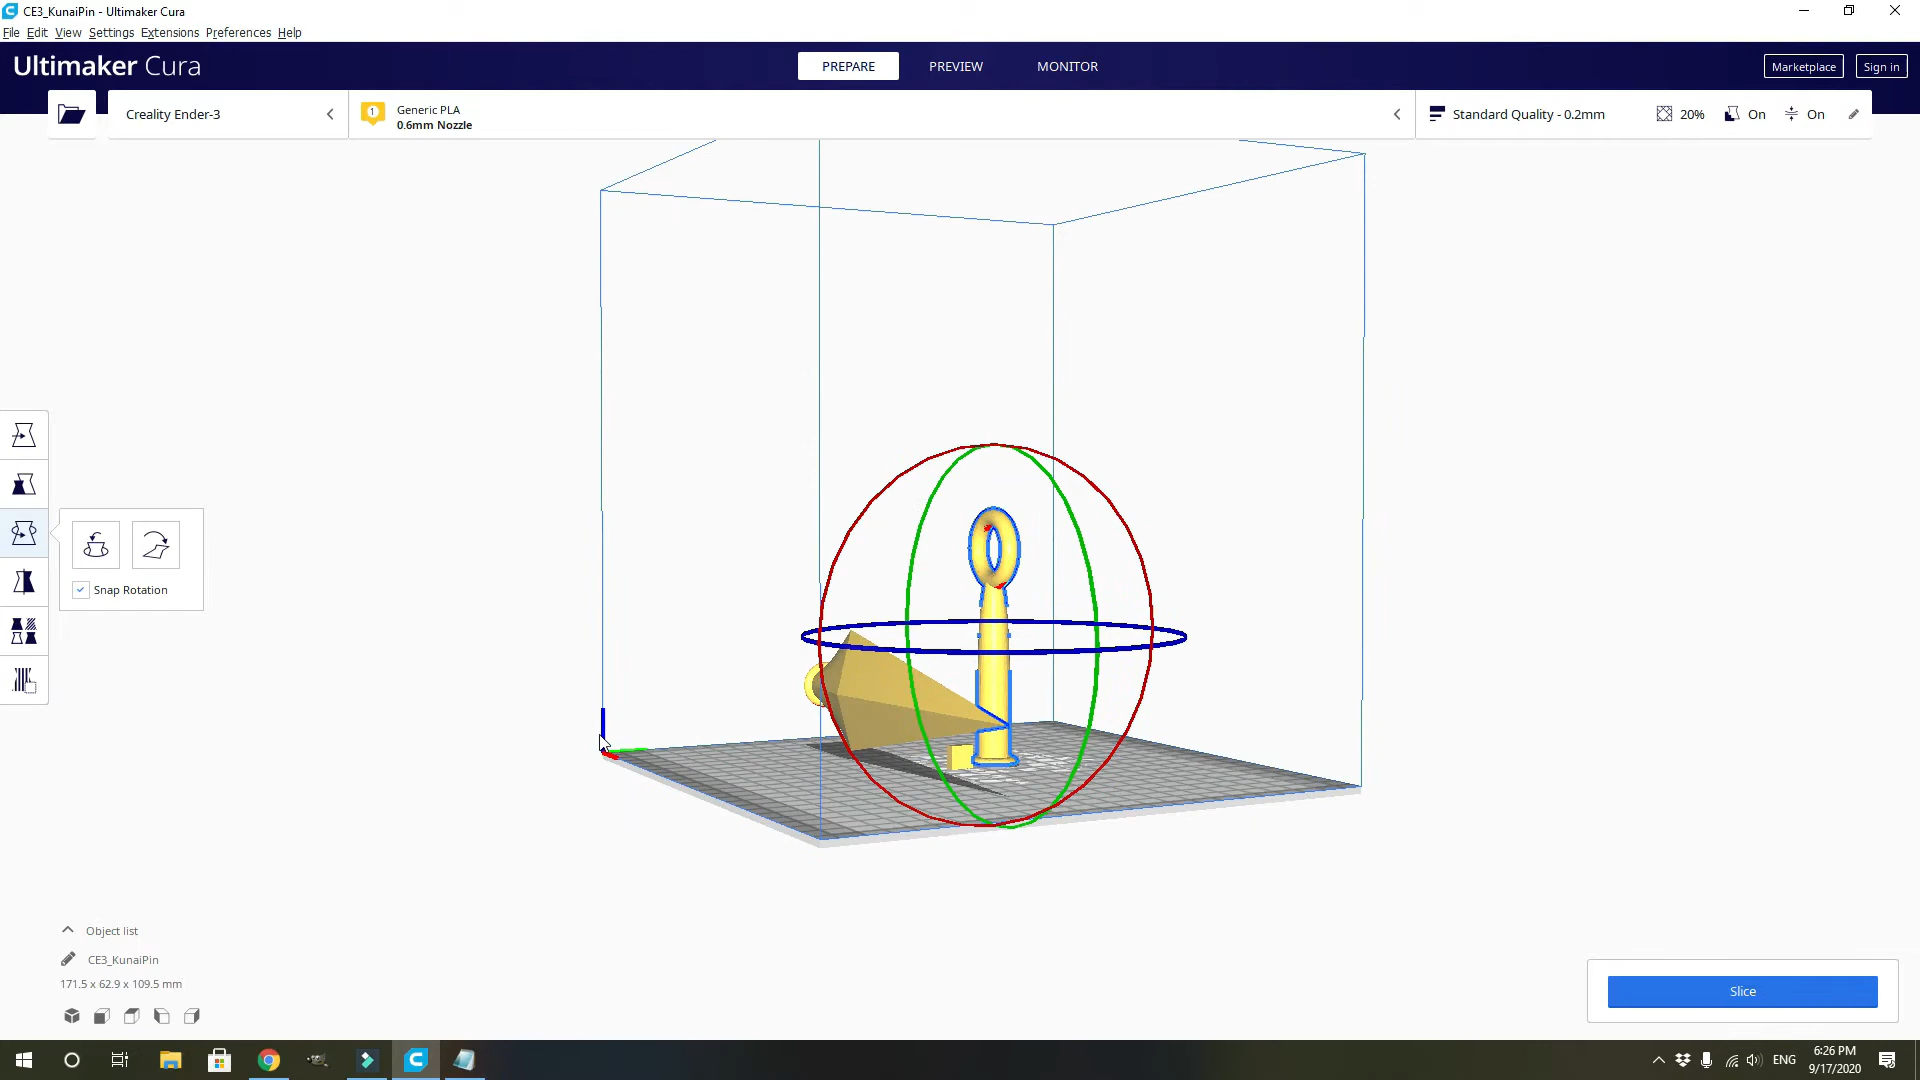 CE3_KunaiPin - Ultimaker Cura
File Edit View Settings Extensions Preferences Help
Ultimaker Cura
PREPARE PREVIEW MONITOR
Marketplace Sign in
Creality Ender-3
1
Generic PLA
0.6mm Nozzle
Standard Quality - 0.2mm
20% On On
Snap Rotation
Object list
CE3_KunaiPin
171.5 x 62.9 x 109.5 mm
Slice
ENG
6:26 PM
9/17/2020